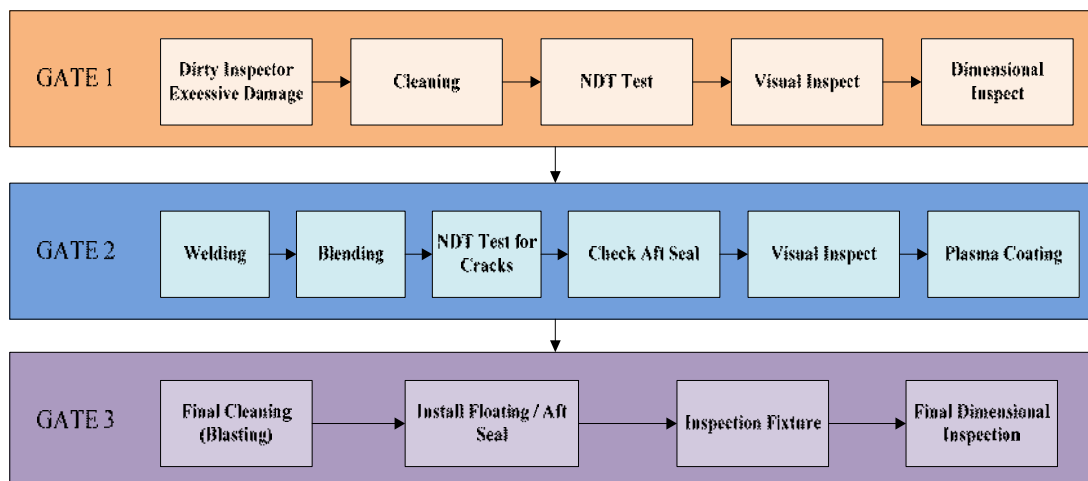 GATE 1
Dirty Inspector
Excessive Damage
Cleaning
NDT Test
Visual Inspect
Dimensional
Inspect
GATE 2
Welding
Blending
NDT Test for
Cracks
Check Aft Seal
Visual Inspect
Plasma Coating
GATE 3
Final Cleaning
(Blasting)
Install Floating / Aft
Seal
Inspection Fixture
Final Dimensional
Inspection